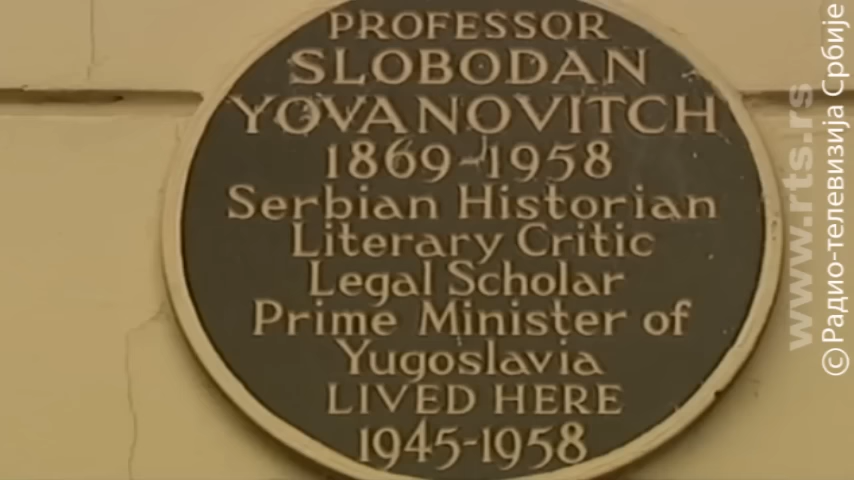 PROFESSOR
SLOBODAN
YOVANOVITCH
1869-1958
Serbian Historian
Literary Critic
Legal Scholar
Prime Minister of
Yugoslavia
LIVED HERE
1945-1958
www.rts.rs
©Радио-телевизија Србије